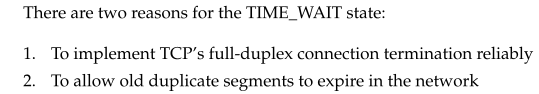 There are two reasons for the TIME_WAIT state:
1. To implement TCP's full-duplex connection termination reliably
2. To allow old duplicate segments to expire in the network